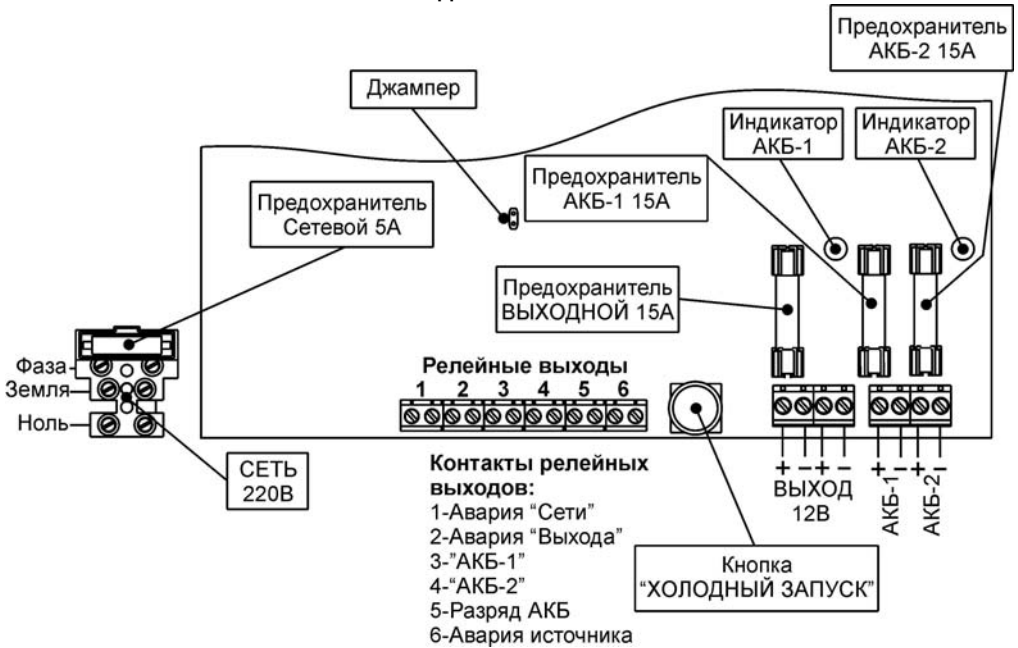 Предохранитель
АКБ-2 15А
Джампер
Индикатор
АКБ-1
Индикатор
АКБ-2
Предохранитель
АКБ-1 15А
Предохранитель
Сетевой 5А
Предохранитель
ВЫХОДНОЙ 15А
Фаза
Земля
Ноль
Релейные выходы
1 2 3 4 5 6
СЕТЬ
220В
Контакты релейных
выходов:
1-Авария “Сети”
2-Авария “Выхода”
3-”АКБ-1”
4-“АКБ-2”
5-Разряд АКБ
6-Авария источника
+ − + −
ВЫХОД
12В
+ − + −
АКБ-1
АКБ-2
Кнопка
“ХОЛОДНЫЙ ЗАПУСК”